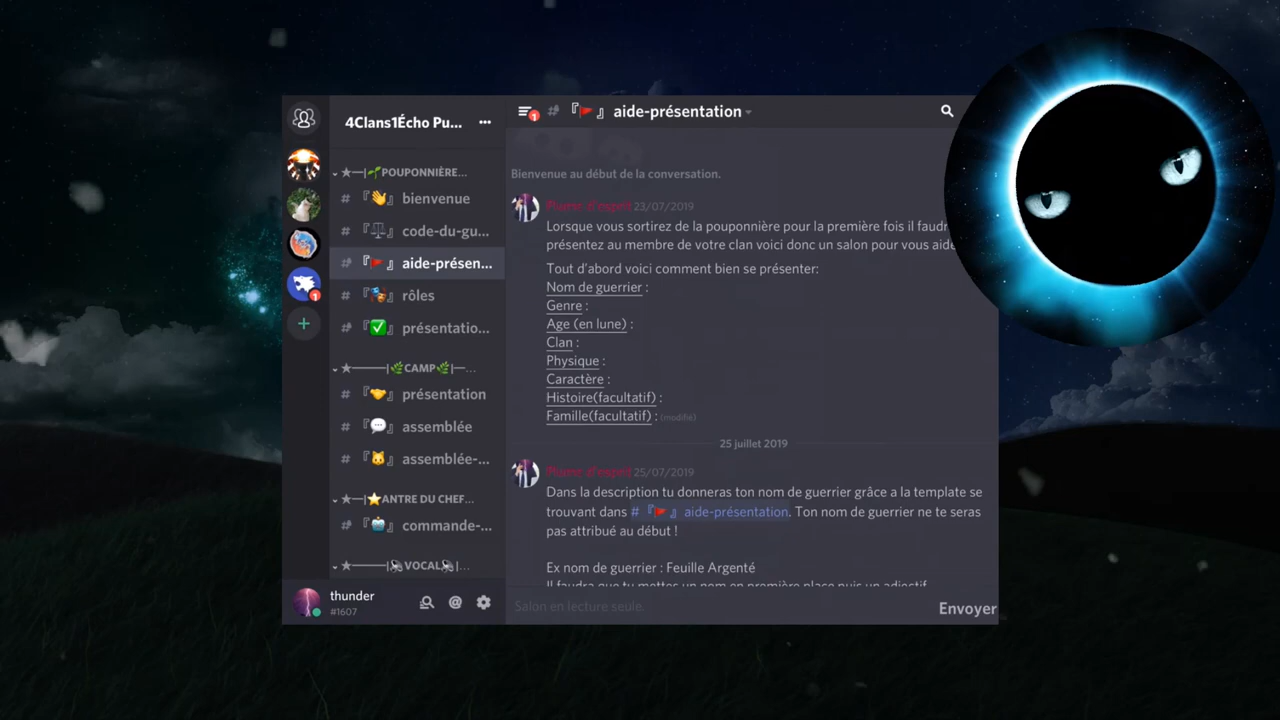 4Clans1Écho Pu...
★—|🌱POUPONNIÈRE...
# 『👋』 bienvenue
# 『⚖』 code-du-gu...
# 『🚩』 aide-présen...
# 『🎭』 rôles
# 『✅』 présentatio...
★———|🌿CAMP🌿|—...
# 『🤝』 présentation
# 『💬』 assemblée
# 『🐱』 assemblée-...
★—|⭐ANTRE DU CHEF...
# 『🤖』 commande-...
★———|🎧VOCAL🎧|...
thunder
#1607
1
1
# 『🚩』 aide-présentation
Bienvenue au début de la conversation.
23/07/2019
Lorsque vous sortirez de la pouponnière pour la première fois il faudr
présentez au membre de votre clan voici donc un salon pour vous aide
Tout d'abord voici comment bien se présenter:
Nom de guerrier :
Genre :
Age (en lune) :
Clan :
Physique :
Caractère :
Histoire(facultatif) :
Famille(facultatif) : (modifié)
25 juillet 2019
25/07/2019
Dans la description tu donneras ton nom de guerrier grâce a la template se
trouvant dans # 『🚩』 aide-présentation. Ton nom de guerrier ne te seras
pas attribué au début !
Ex nom de guerrier : Feuille Argenté
Il faudra que tu mettes un nom en première place puis un adjectif
Salon en lecture seule.
Envoyer